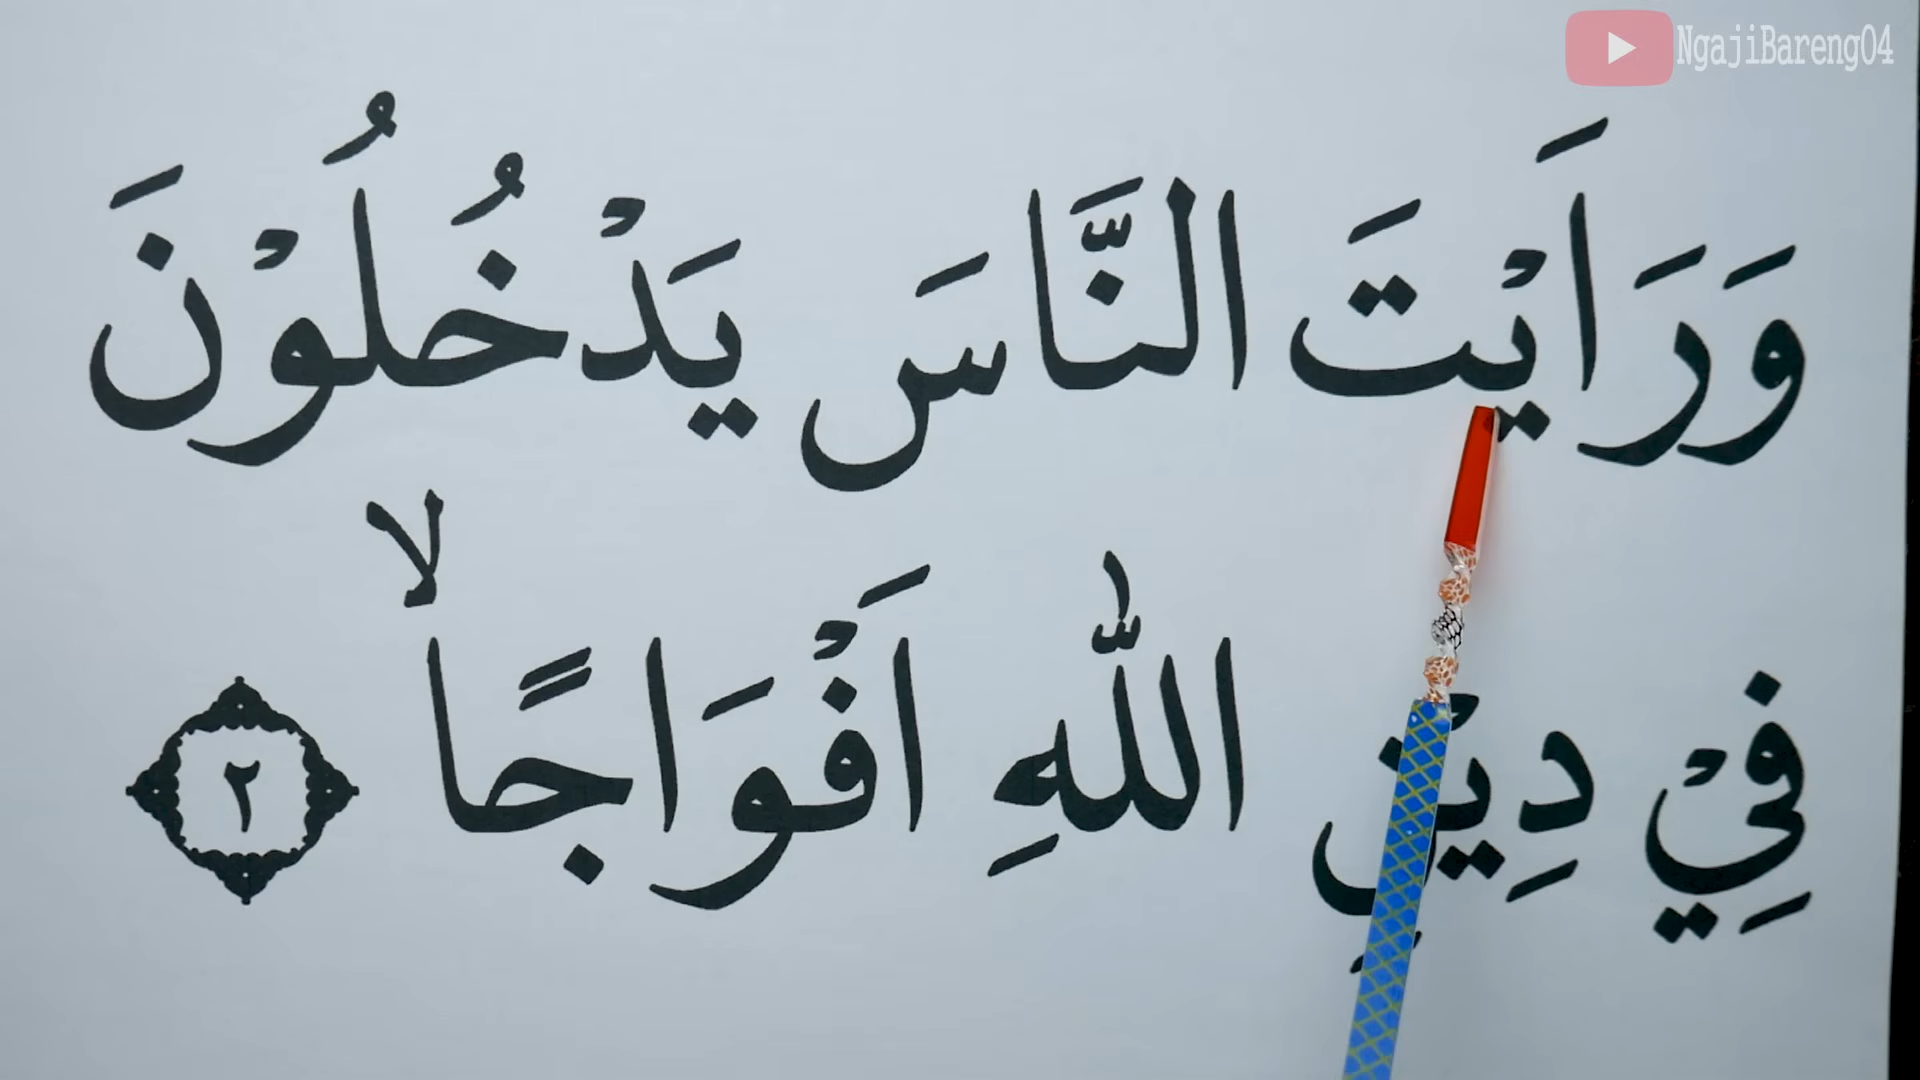 NgajiBareng04
وَرَاَيْتَ النَّاسَ يَدْخُلُوْنَ
فِيْ دِيْنِ اللّٰهِ اَفْوَاجًاۙ ٢